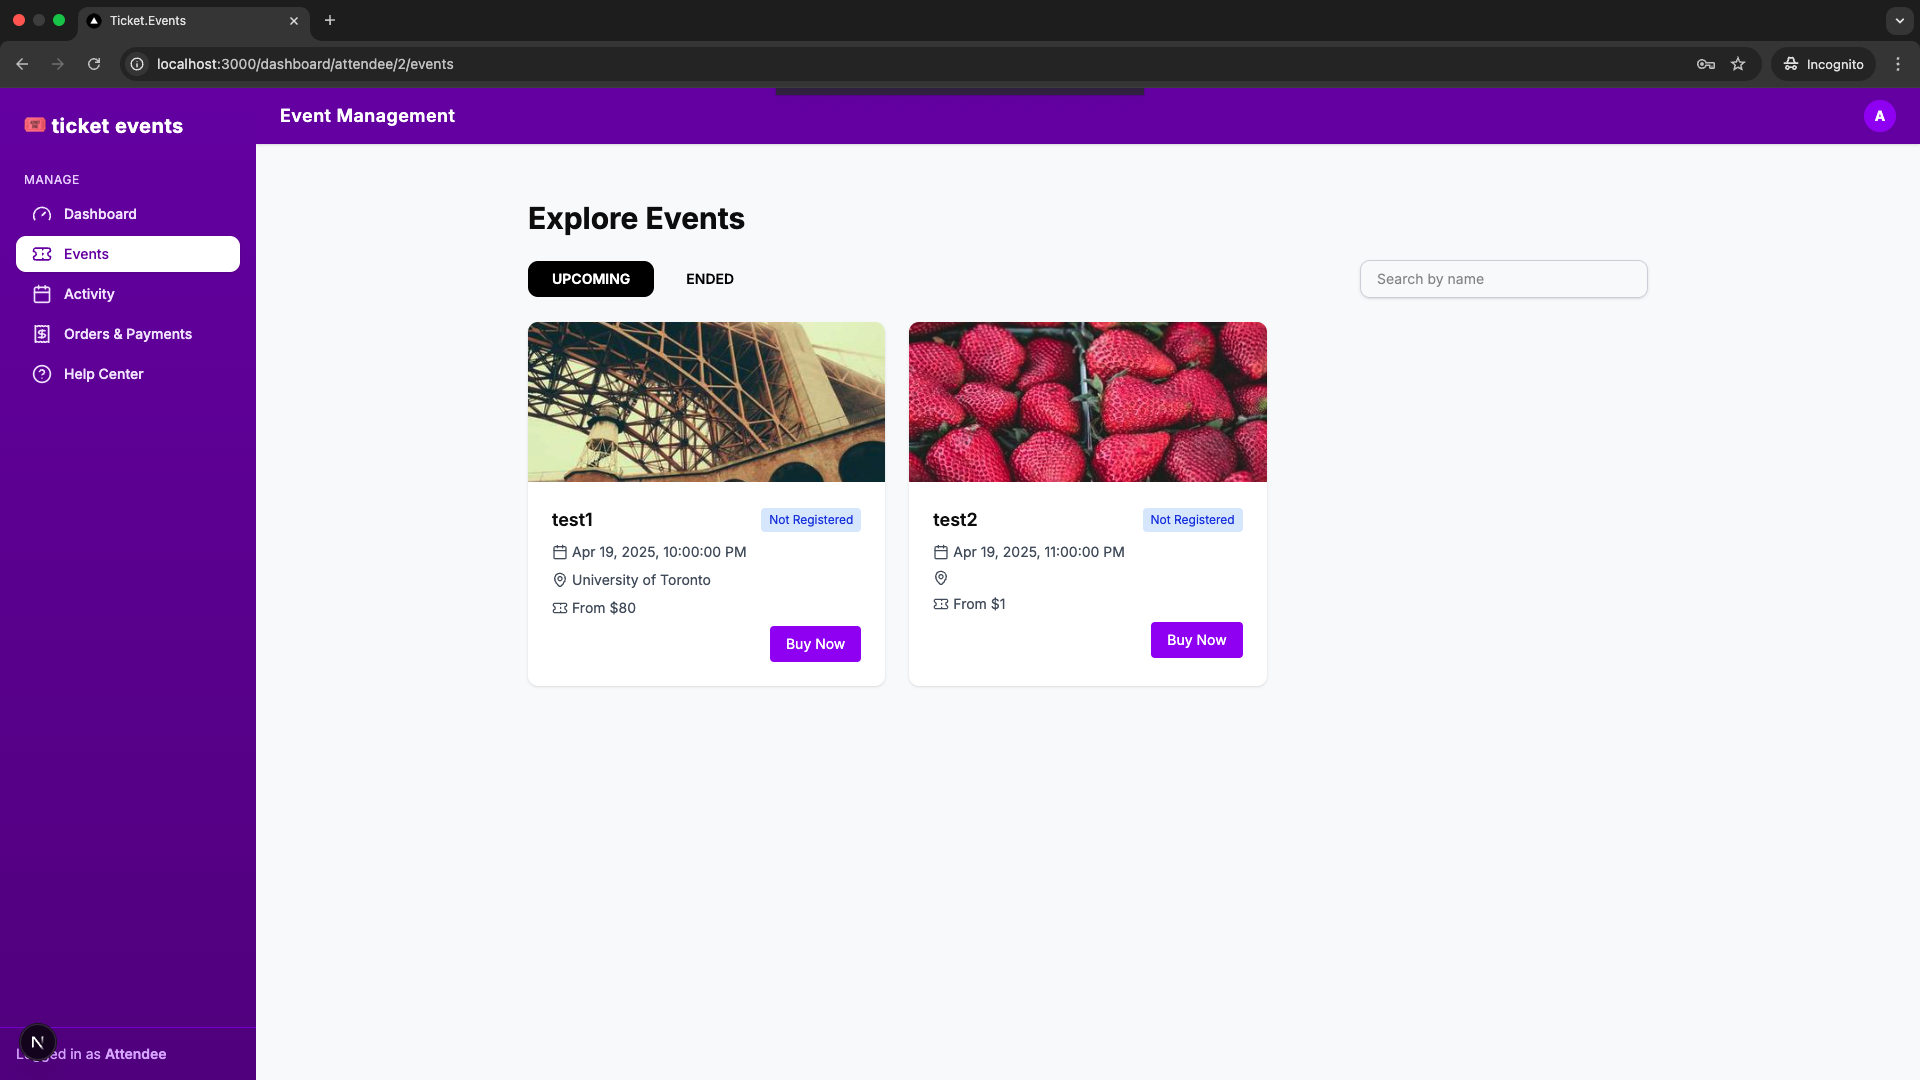 Ticket.Events
localhost:3000/dashboard/attendee/2/events
Incognito
ticket events
Event Management
A
MANAGE
Dashboard
Events
Activity
Orders & Payments
Help Center
Explore Events
UPCOMING
ENDED
Search by name
test1
Not Registered
Apr 19, 2025, 10:00:00 PM
University of Toronto
From $80
Buy Now
test2
Not Registered
Apr 19, 2025, 11:00:00 PM
From $1
Buy Now
N
in as Attendee